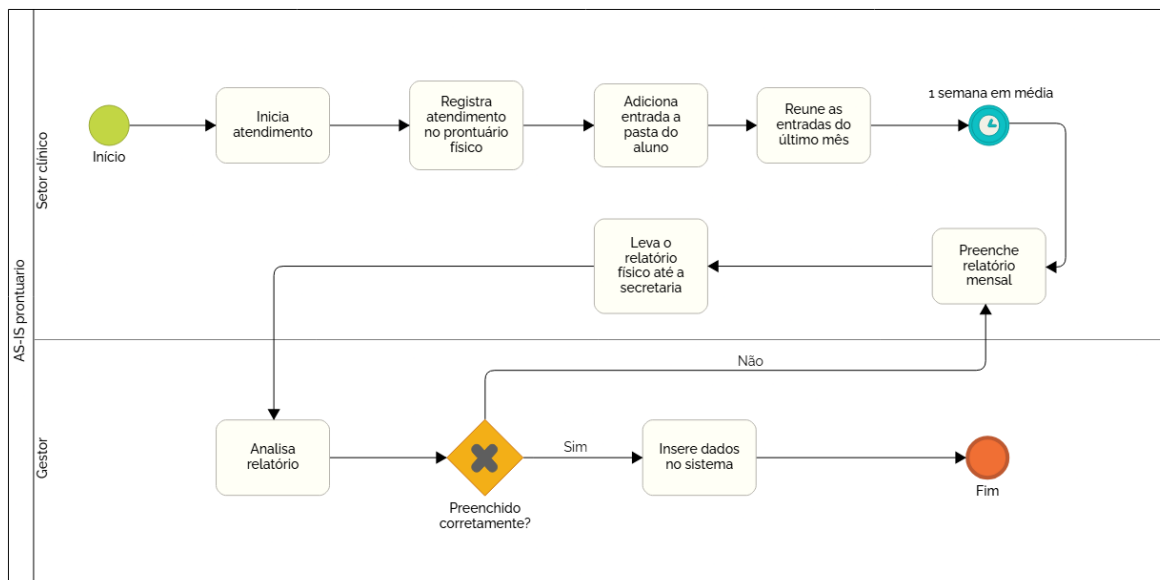 AS-IS prontuario
Setor clínico
Início
Inicia
atendimento
Registra
atendimento
no prontuário
físico
Adiciona
entrada a
pasta do
aluno
Reune as
entradas do
último mês
1 semana em média
Preenche
relatório
mensal
Leva o
relatório
físico até a
secretaria
Gestor
Analisa
relatório
Preenchido
corretamente?
Não
Sim
Insere dados
no sistema
Fim